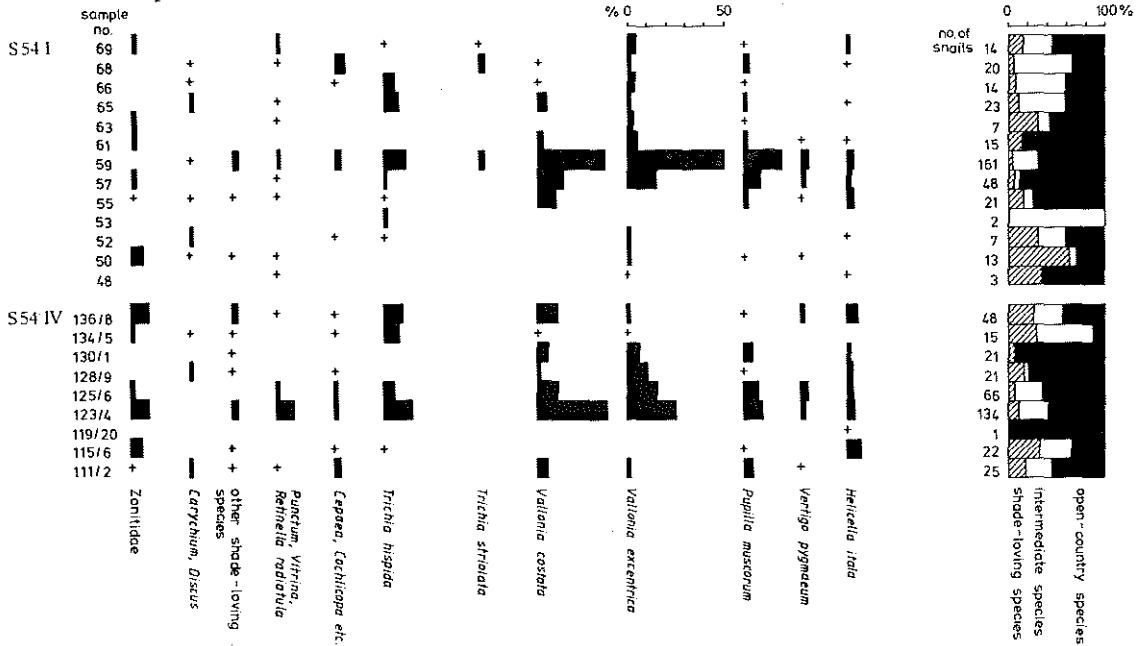 sample no.
% 0 50
0 100 %
no. of snails
S 54 I
69 + + + 14
68 + + + + 20
66 + + + + 14
65 + + 23
63 + + 7
61 + + 15
59 + 161
57 + 48
55 + + + + + + 21
53 2
52 + + + 7
50 + + + + + 13
48 + + + 3
S 54 IV
136/8 + + 48
134/5 + + + + + 15
130/1 + 21
128/9 + + + 21
125/6 66
123/4 134
119/20 + 1
115/6 + + + 22
111/2 + + + + 25
Zonitidae
Carychium, Discus
other shade-loving species
Punctum, Vitrina, Retinella radiatula
Cepaea, Cochlicopa etc.
Trichia hispida
Trichia striolata
Vallonia costata
Vallonia excentrica
Pupilla muscorum
Vertigo pygmaeum
Helicella itala
shade-loving species
intermediate species
open-country species